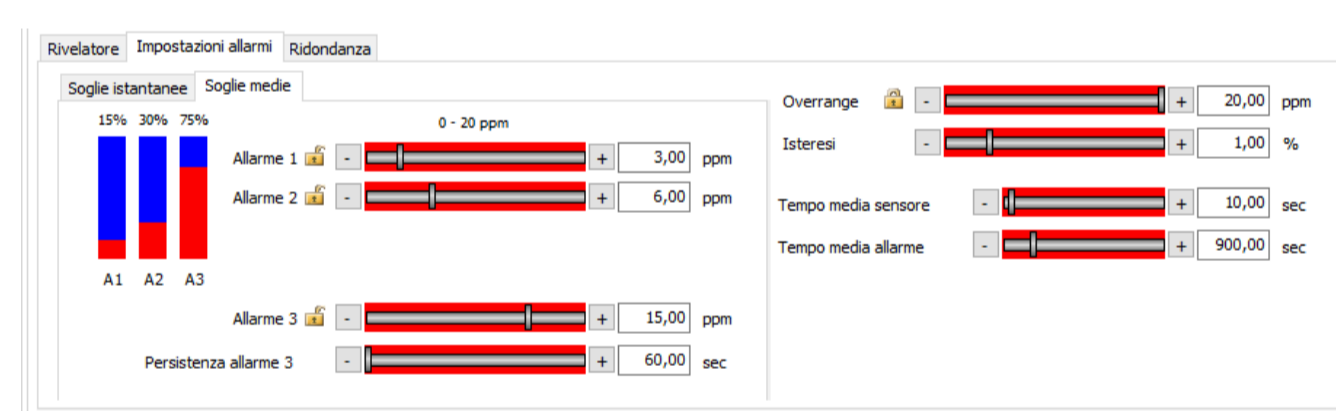 Rivelatore Impostazioni allarmi Ridondanza
Soglie istantanee Soglie medie
15% 30% 75%
0 - 20 ppm
Allarme 1 - + 3,00 ppm
Allarme 2 - + 6,00 ppm
A1 A2 A3
Allarme 3 - + 15,00 ppm
Persistenza allarme 3 - + 60,00 sec
Overrange - + 20,00 ppm
Isteresi - + 1,00 %
Tempo media sensore - + 10,00 sec
Tempo media allarme - + 900,00 sec